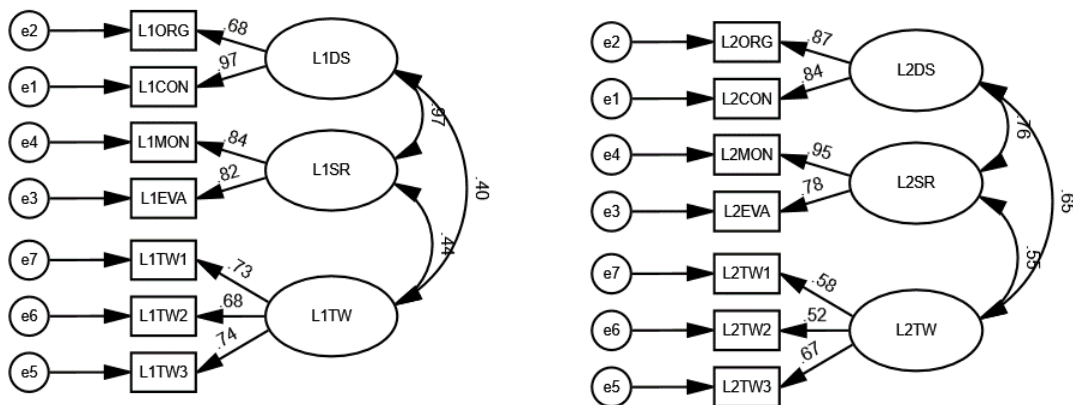 e2
L1ORG
.68
L1DS
e1
L1CON
.97
.97
e4
L1MON
.84
L1SR
.40
e3
L1EVA
.82
.44
e7
L1TW1
.73
e6
L1TW2
.68
L1TW
e5
L1TW3
.74
e2
L2ORG
.87
L2DS
e1
L2CON
.84
.76
e4
L2MON
.95
L2SR
.65
e3
L2EVA
.78
.55
e7
L2TW1
.58
e6
L2TW2
.52
L2TW
e5
L2TW3
.67